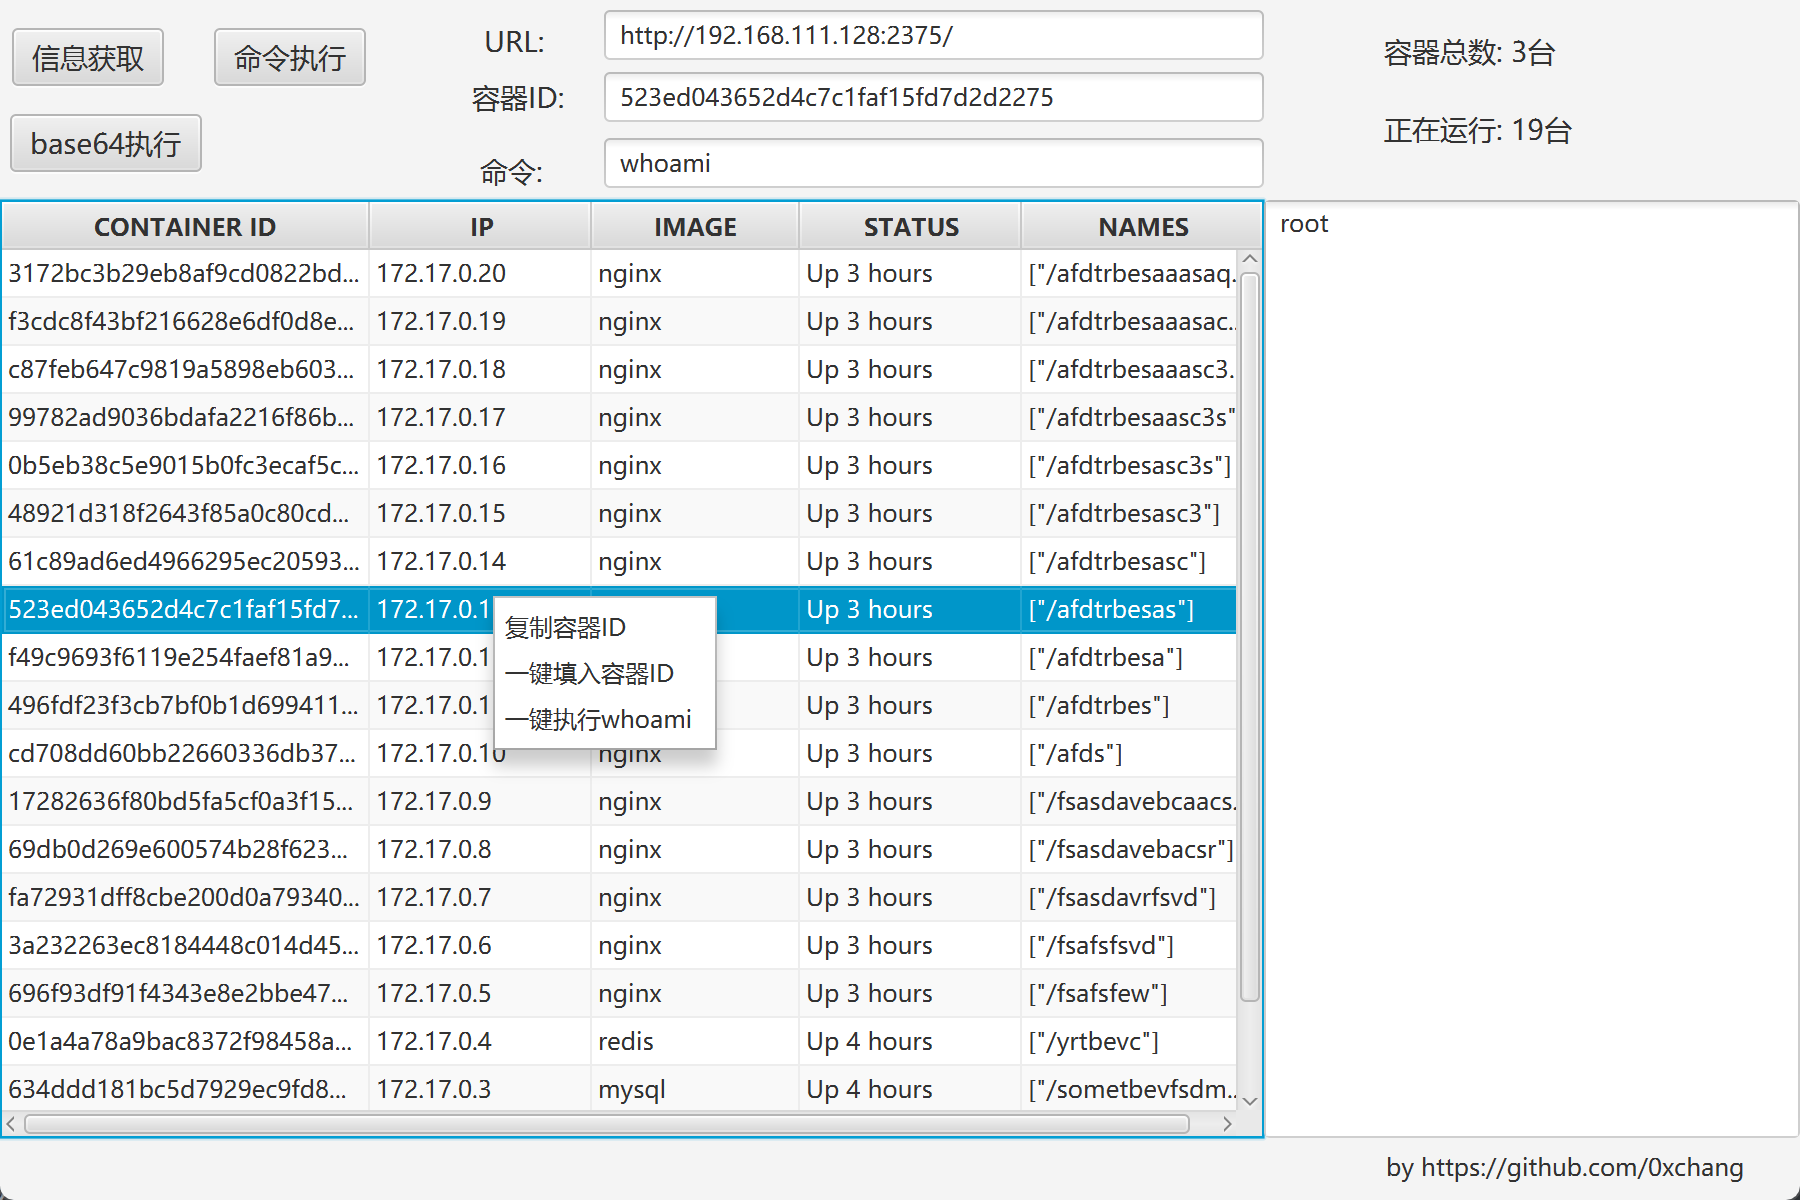 信息获取
命令执行
base64执行
URL:
http://192.168.111.128:2375/
容器ID:
523ed043652d4c7c1faf15fd7d2d2275
命令:
whoami
容器总数: 3台
正在运行: 19台
CONTAINER ID IP IMAGE STATUS NAMES
3172bc3b29eb8af9cd0822bd... 172.17.0.20 nginx Up 3 hours ["/afdtrbesaaasaq.
f3cdc8f43bf216628e6df0d8e... 172.17.0.19 nginx Up 3 hours ["/afdtrbesaaasac..
c87feb647c9819a5898eb603... 172.17.0.18 nginx Up 3 hours ["/afdtrbesaaasc3.
99782ad9036bdafa2216f86b... 172.17.0.17 nginx Up 3 hours ["/afdtrbesaasc3s"
0b5eb38c5e9015b0fc3ecaf5c... 172.17.0.16 nginx Up 3 hours ["/afdtrbesasc3s"]
48921d318f2643f85a0c80cd... 172.17.0.15 nginx Up 3 hours ["/afdtrbesasc3"]
61c89ad6ed4966295ec20593... 172.17.0.14 nginx Up 3 hours ["/afdtrbesasc"]
523ed043652d4c7c1faf15fd7... 172.17.0.1 Up 3 hours ["/afdtrbesas"]
f49c9693f6119e254faef81a9... 172.17.0.1 Up 3 hours ["/afdtrbesa"]
496fdf23f3cb7bf0b1d699411... 172.17.0.1 Up 3 hours ["/afdtrbes"]
cd708dd60bb22660336db37... 172.17.0.10 nginx Up 3 hours ["/afds"]
17282636f80bd5fa5cf0a3f15... 172.17.0.9 nginx Up 3 hours ["/fsasdavebcaacs.
69db0d269e600574b28f623... 172.17.0.8 nginx Up 3 hours ["/fsasdavebacsr"]
fa72931dff8cbe200d0a79340... 172.17.0.7 nginx Up 3 hours ["/fsasdavrfsvd"]
3a232263ec8184448c014d45... 172.17.0.6 nginx Up 3 hours ["/fsafsfsvd"]
696f93df91f4343e8e2bbe47... 172.17.0.5 nginx Up 3 hours ["/fsafsfew"]
0e1a4a78a9bac8372f98458a... 172.17.0.4 redis Up 4 hours ["/yrtbevc"]
634ddd181bc5d7929ec9fd8... 172.17.0.3 mysql Up 4 hours ["/sometbevfsdm..
复制容器ID
一键填入容器ID
一键执行whoami
root
by https://github.com/0xchang